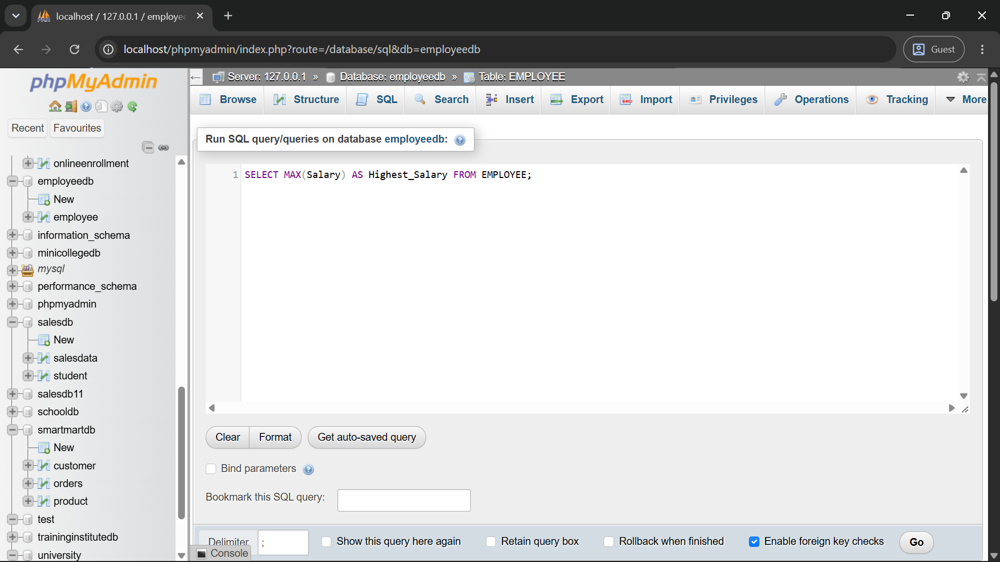 localhost / 127.0.0.1 / employee
localhost/phpmyadmin/index.php?route=/database/sql&db=employeedb
Guest
phpMyAdmin
Recent
Favourites
onlineenrollment
employeedb
New
employee
information_schema
minicollegedb
mysql
performance_schema
phpmyadmin
salesdb
New
salesdata
student
salesdb11
schooldb
smartmartdb
New
customer
orders
product
test
traininginstitutedb
university
Server: 127.0.0.1 » Database: employeedb » Table: EMPLOYEE
Browse Structure SQL Search Insert Export Import Privileges Operations Tracking More
Run SQL query/queries on database employeedb:
1 SELECT MAX(Salary) AS Highest_Salary FROM EMPLOYEE;
Clear Format Get auto-saved query
Bind parameters
Bookmark this SQL query:
Delimiter ; Show this query here again Retain query box Rollback when finished Enable foreign key checks Go
Console